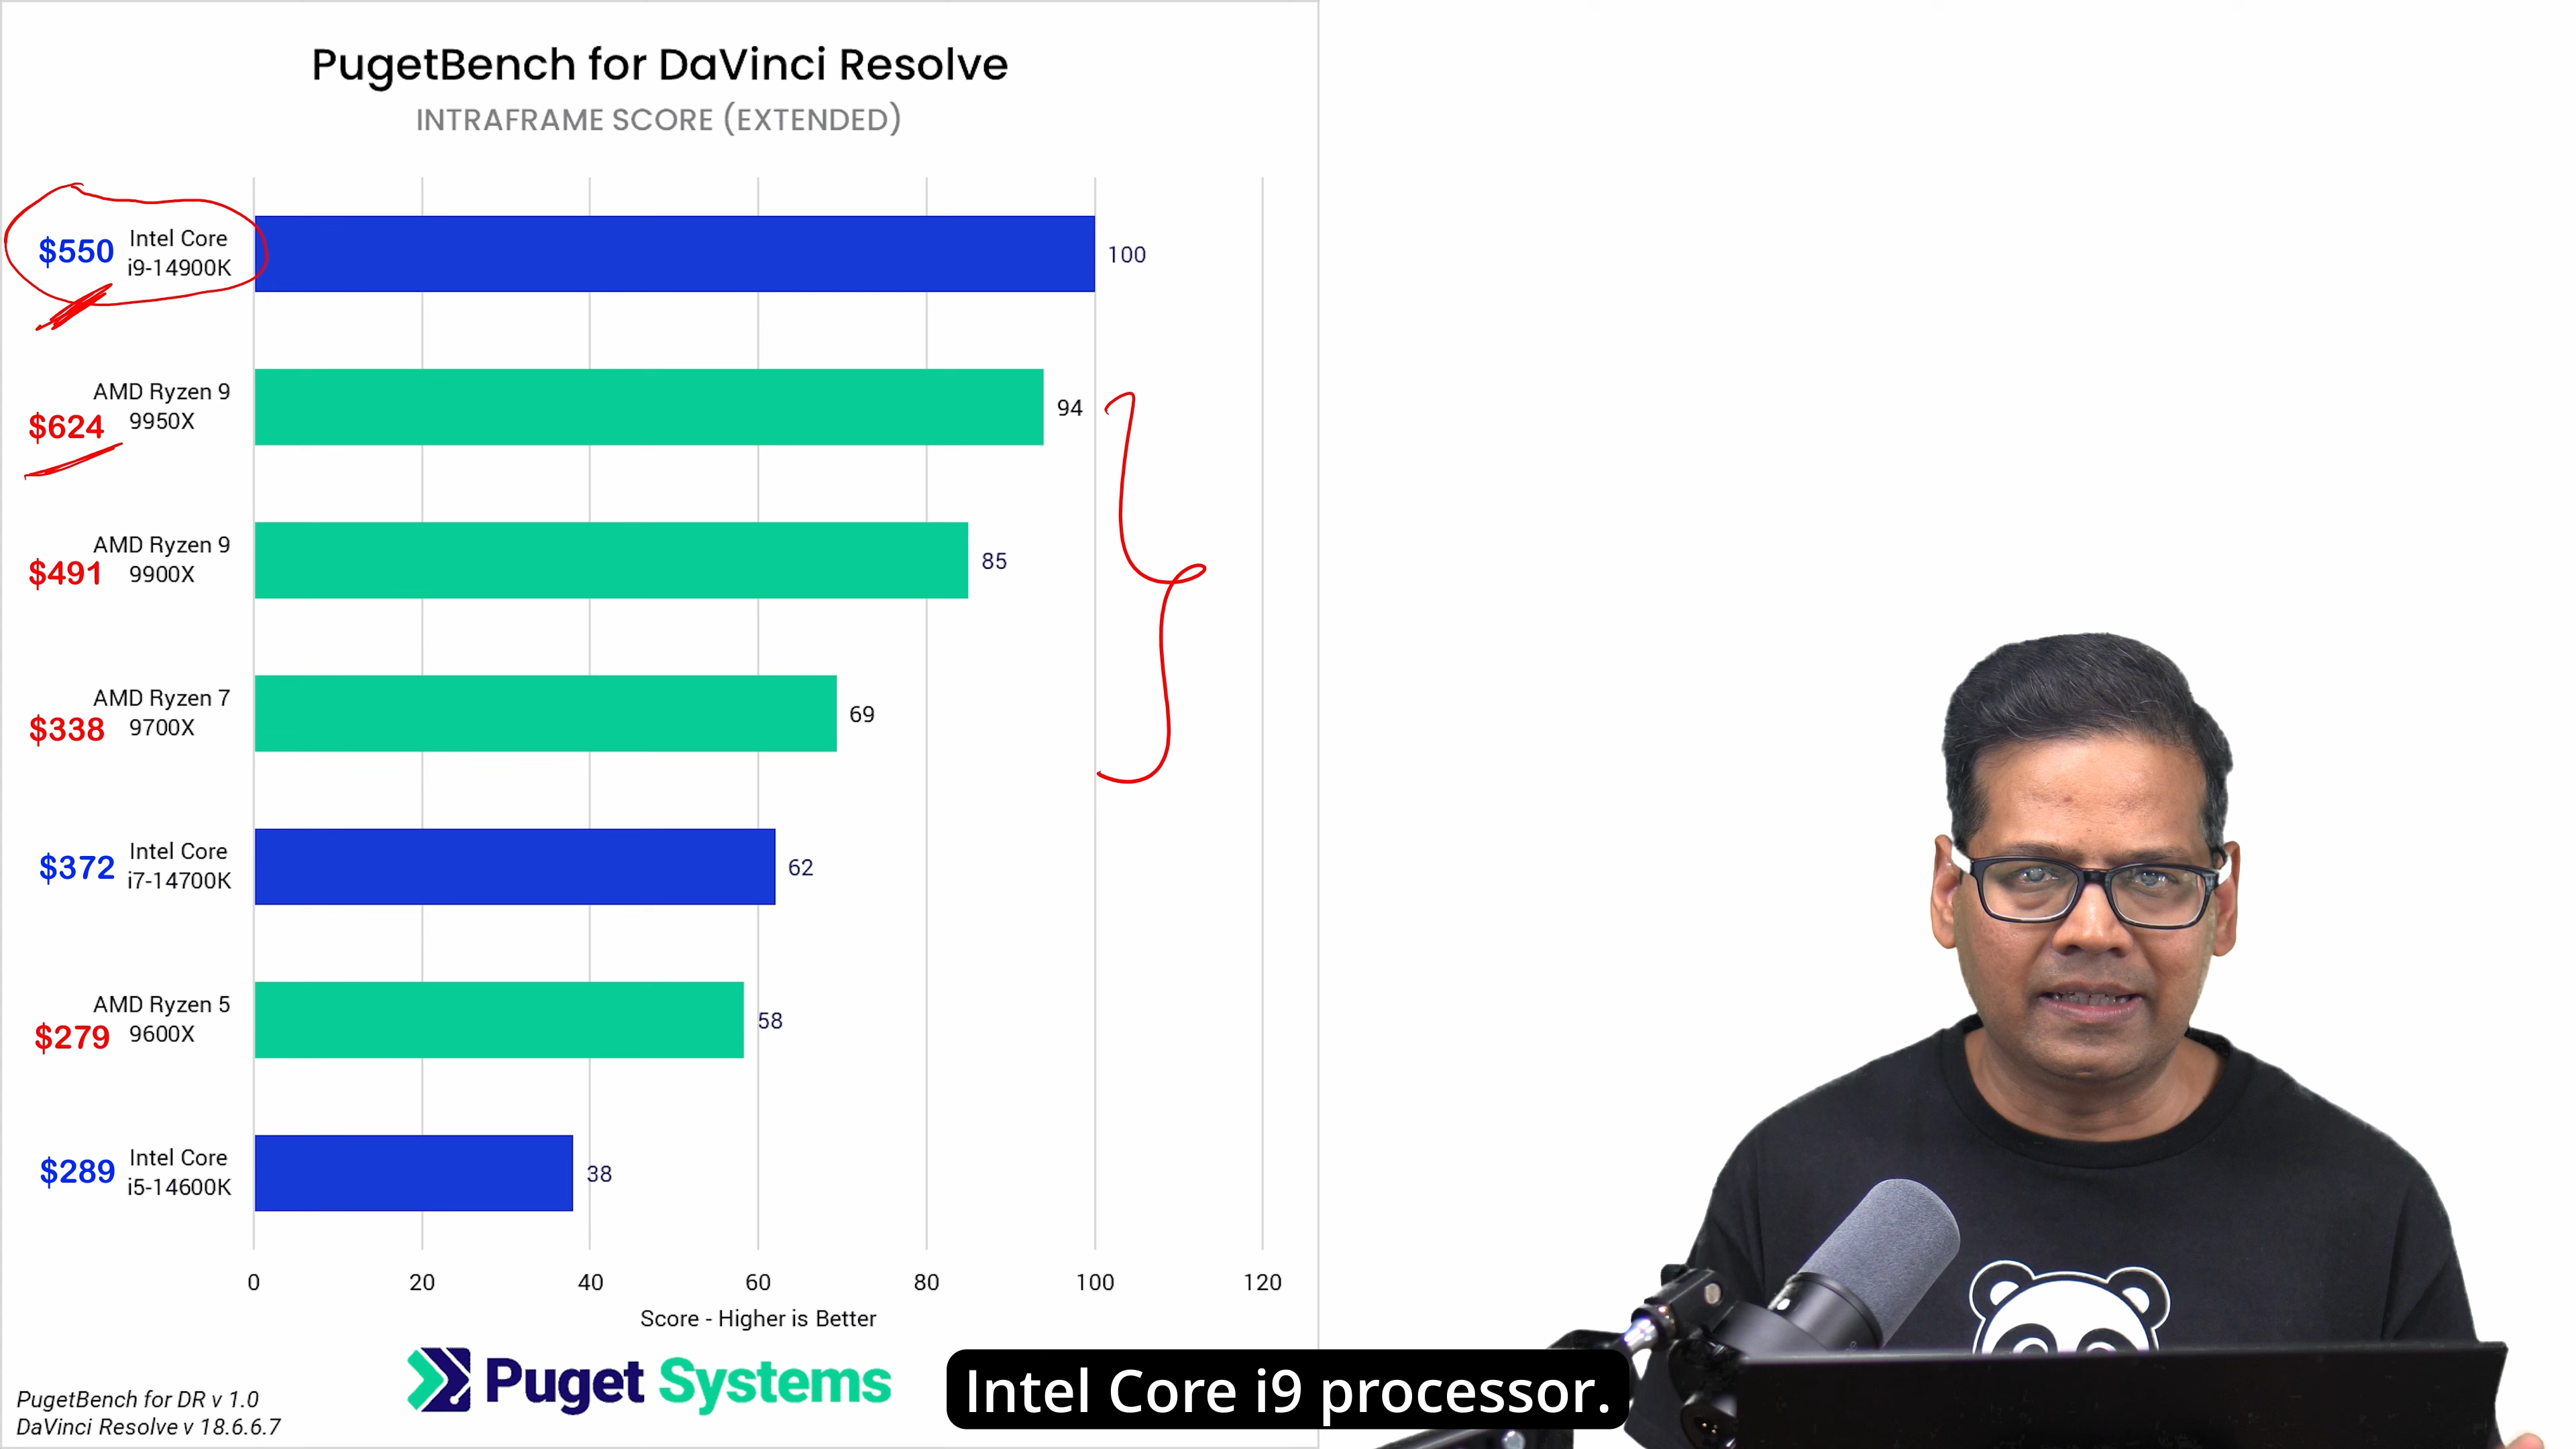 PugetBench for DaVinci Resolve
INTRAFRAME SCORE (EXTENDED)
$550 Intel Core
i9-14900K
100
AMD Ryzen 9
$624 9950X
94
AMD Ryzen 9
$491 9900X
85
AMD Ryzen 7
$338 9700X
69
$372 Intel Core
i7-14700K
62
AMD Ryzen 5
$279 9600X
58
$289 Intel Core
i5-14600K
38
0 20 40 60 80 100 120
Score - Higher is Better
Puget Systems
PugetBench for DR v 1.0
DaVinci Resolve v 18.6.6.7
Intel Core i9 processor.